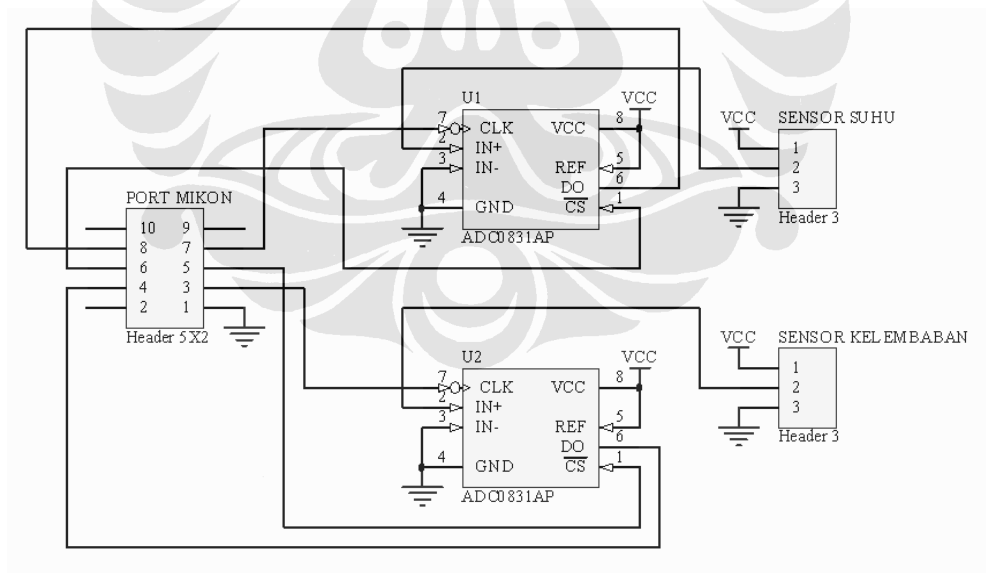 U1
7 CLK VCC 8 VCC
2 IN+
3 IN- REF 5
DO 6
4 GND CS 1
ADC0831AP
VCC SENSOR SUHU
1
2
3
Header 3
PORT MIKON
10 9
8 7
6 5
4 3
2 1
Header 5X2
U2
7 CLK VCC 8 VCC
2 IN+
3 IN- REF 5
DO 6
4 GND CS 1
ADC0831AP
VCC SENSOR KELEMBABAN
1
2
3
Header 3